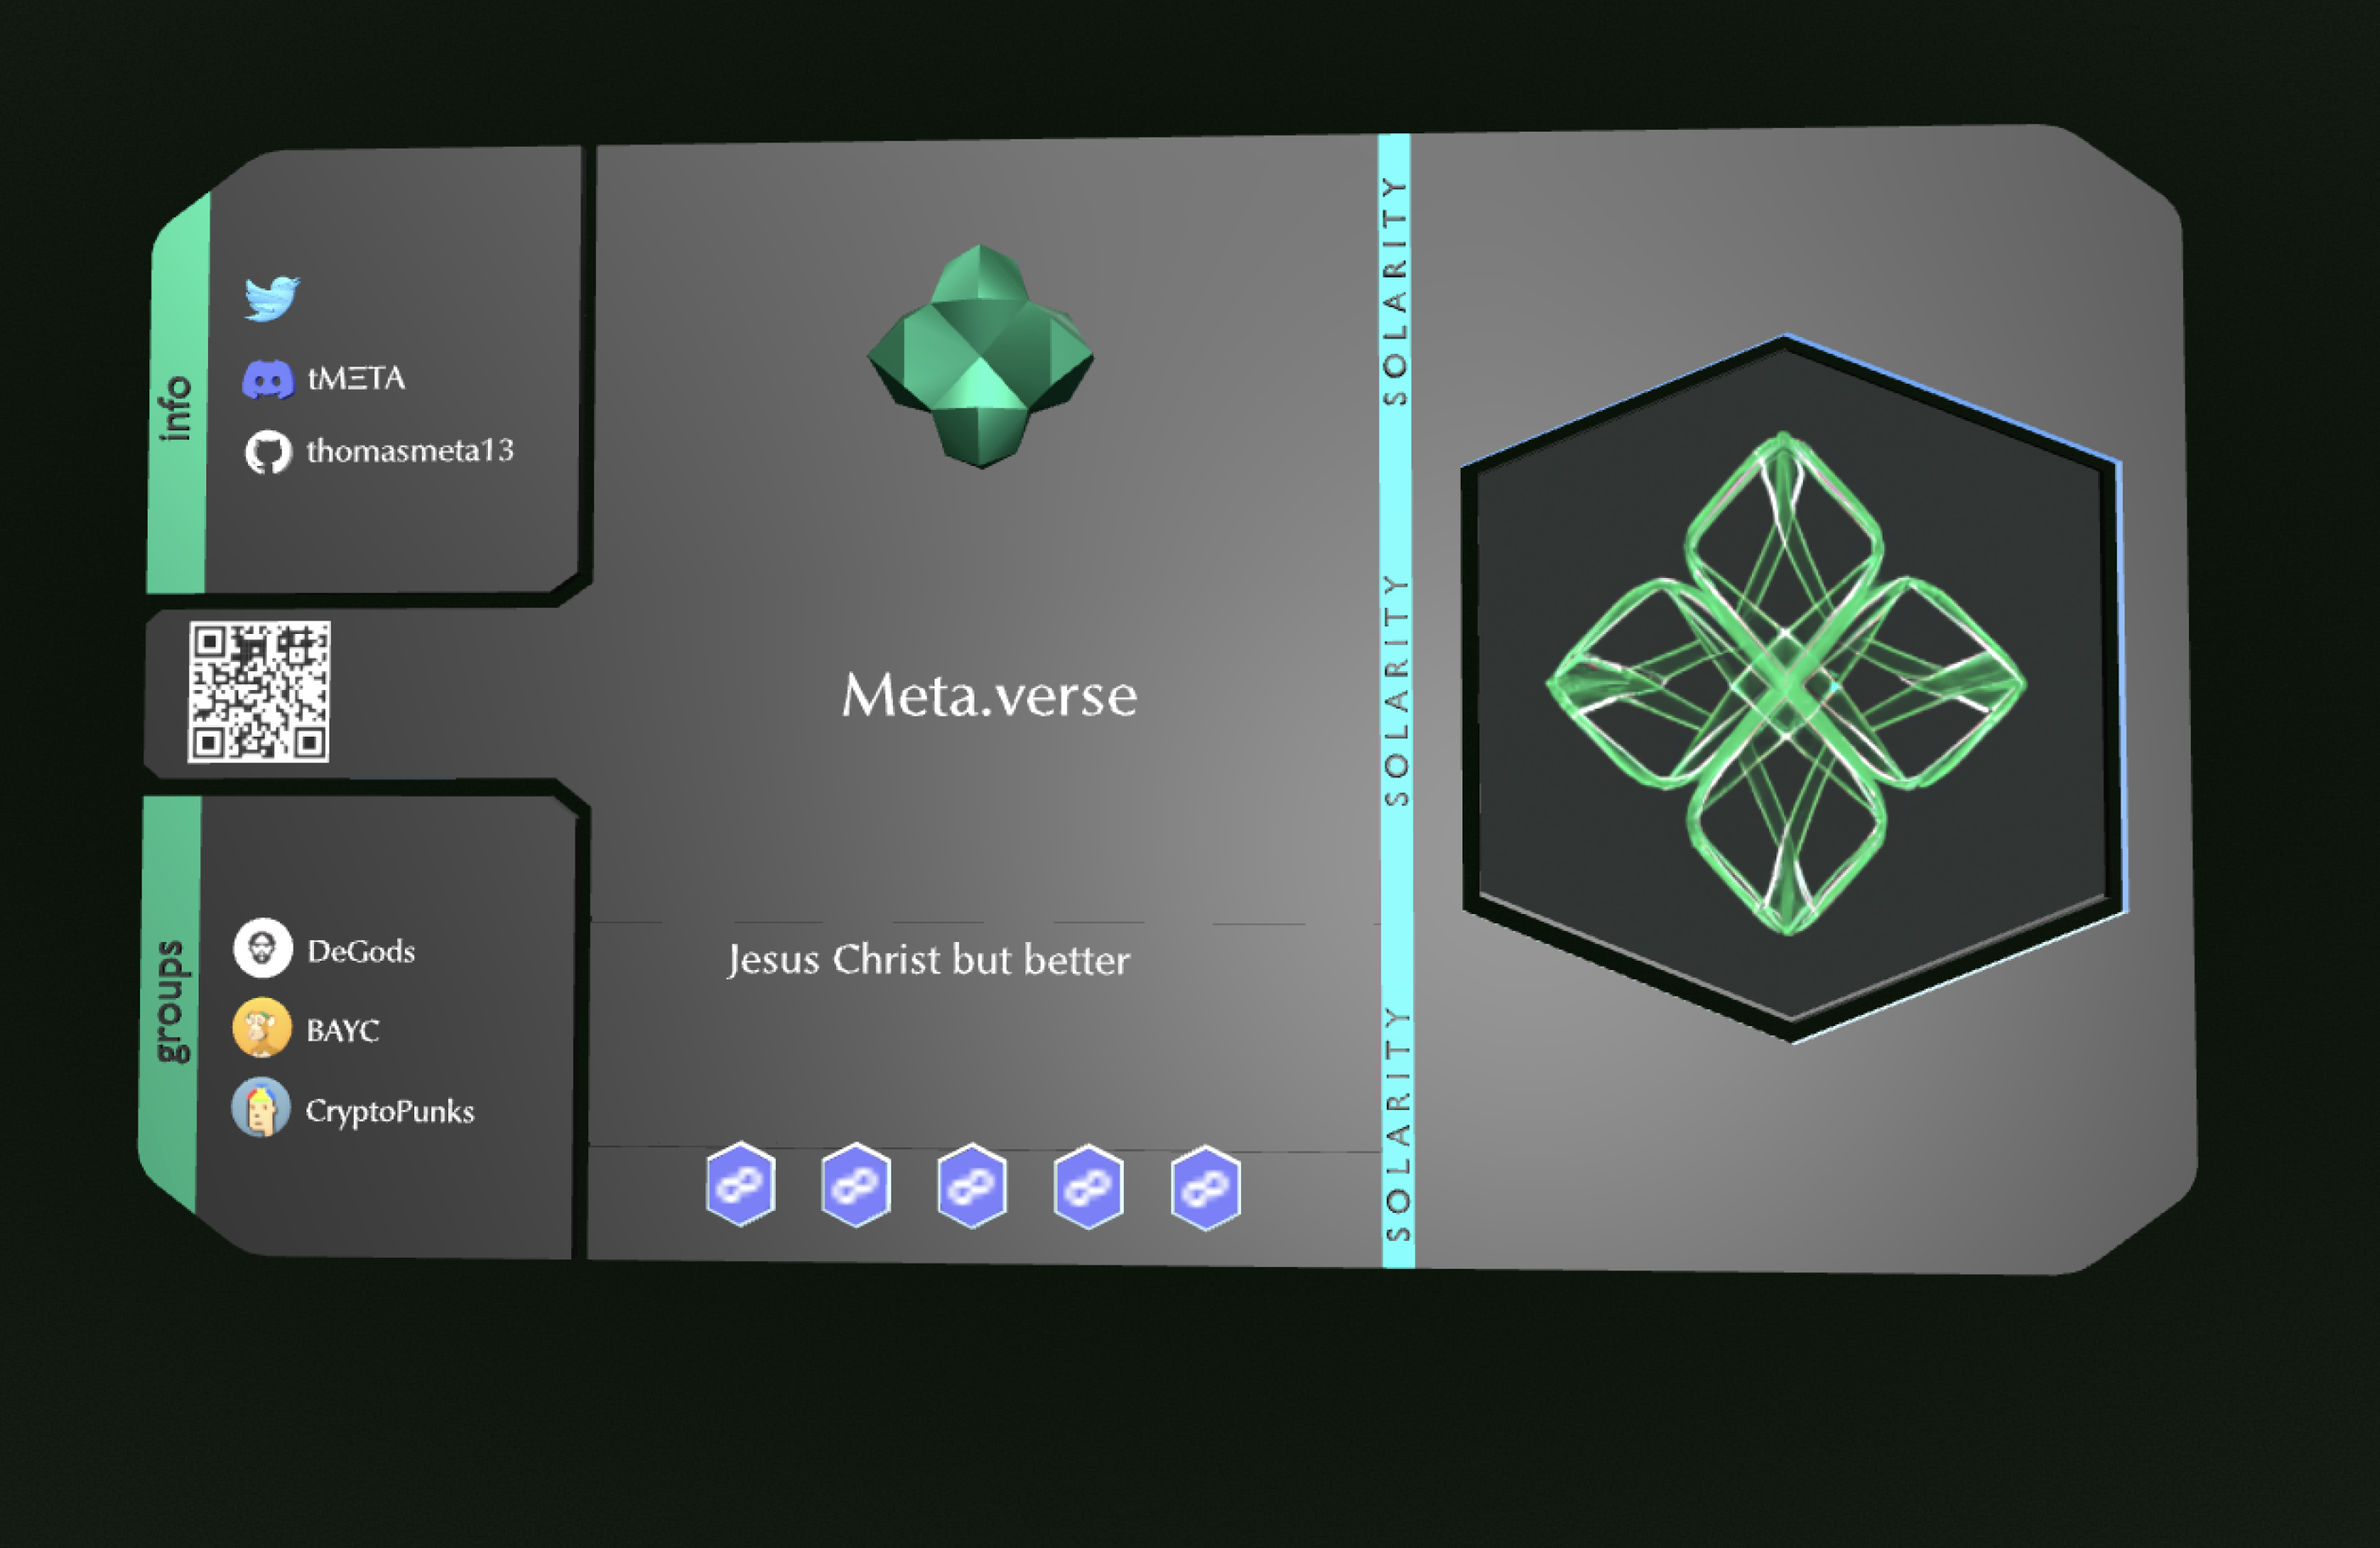 info
tMΞTA
thomasmeta13
groups
DeGods
BAYC
CryptoPunks
Meta.verse
Jesus Christ but better
SOLARITY
SOLARITY
SOLARITY